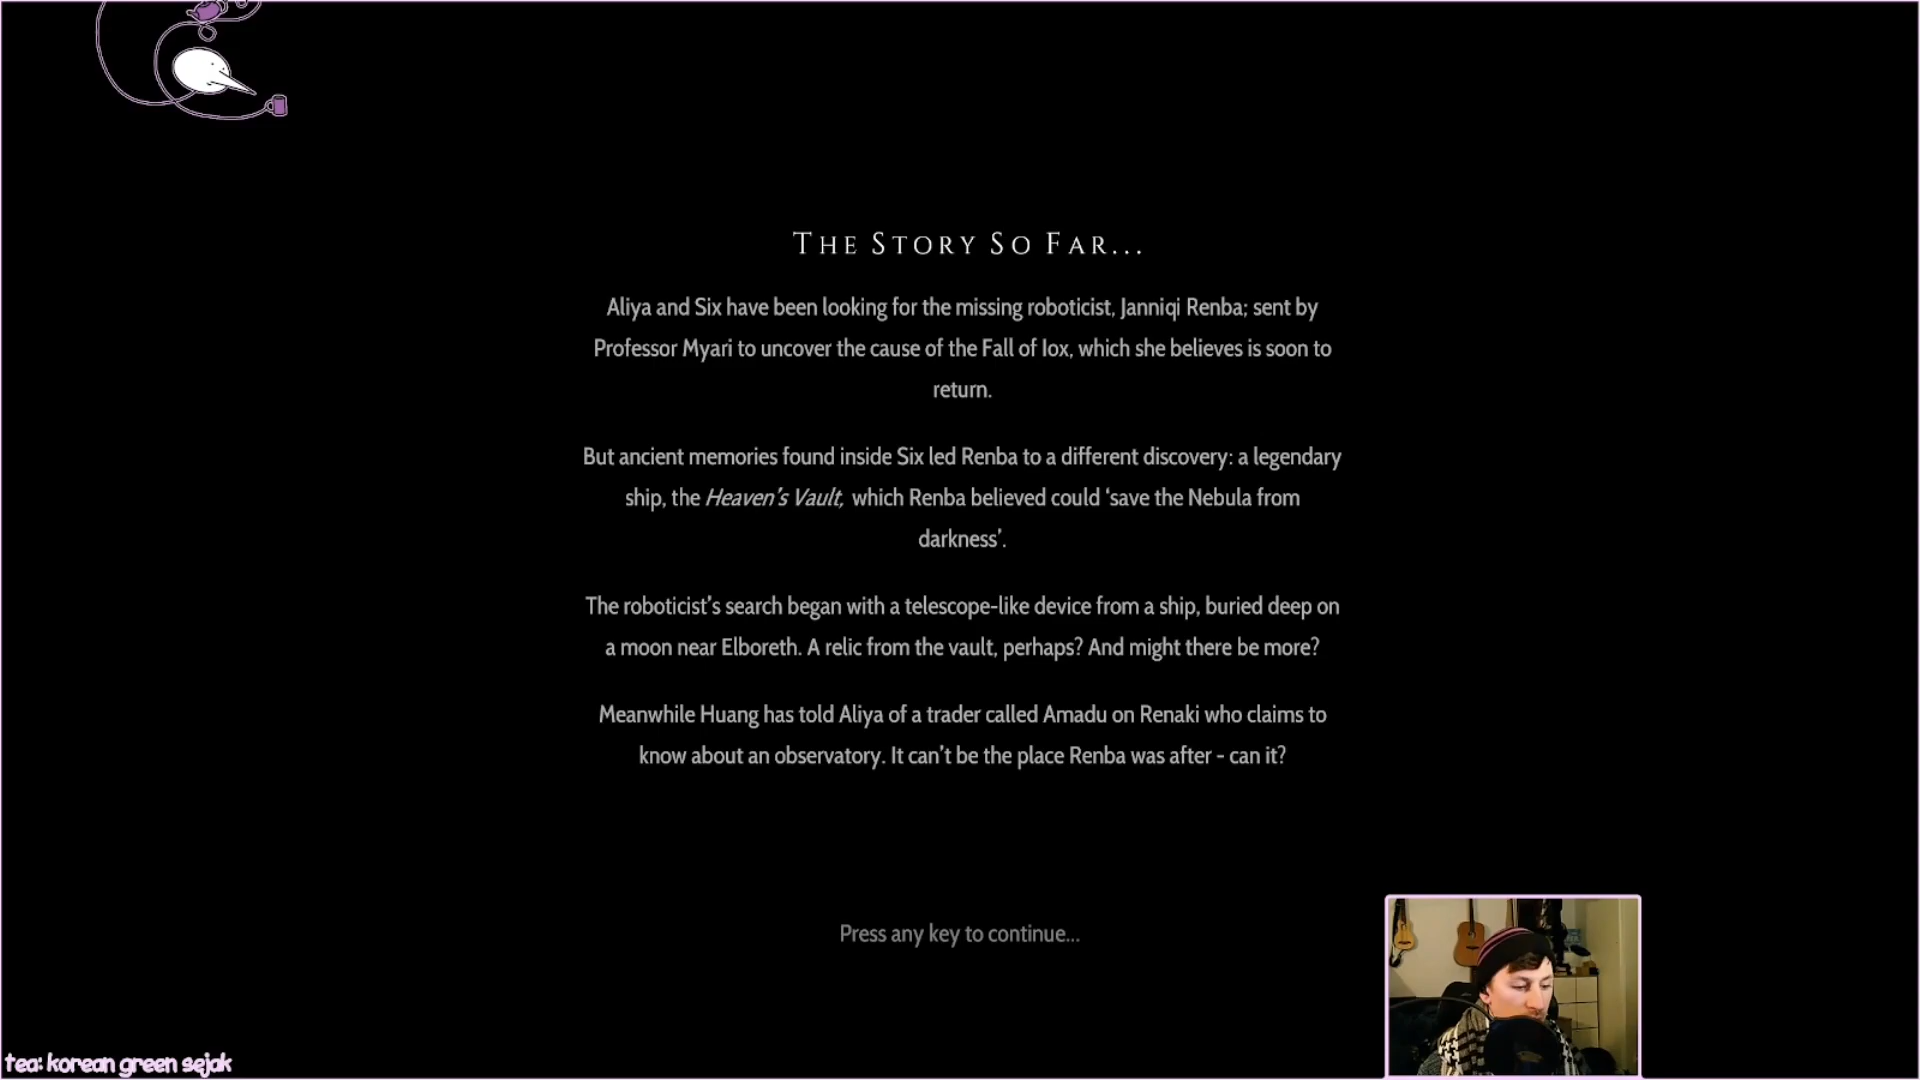 The Story So Far...
Aliya and Six have been looking for the missing roboticist, Janniqi Renba; sent by
Professor Myari to uncover the cause of the Fall of Iox, which she believes is soon to
return.
But ancient memories found inside Six led Renba to a different discovery: a legendary
ship, the Heaven's Vault, which Renba believed could ‘save the Nebula from
darkness’.
The roboticist's search began with a telescope-like device from a ship, buried deep on
a moon near Elboreth. A relic from the vault, perhaps? And might there be more?
Meanwhile Huang has told Aliya of a trader called Amadu on Renaki who claims to
know about an observatory. It can't be the place Renba was after - can it?
Press any key to continue...
tea: korean green sejak